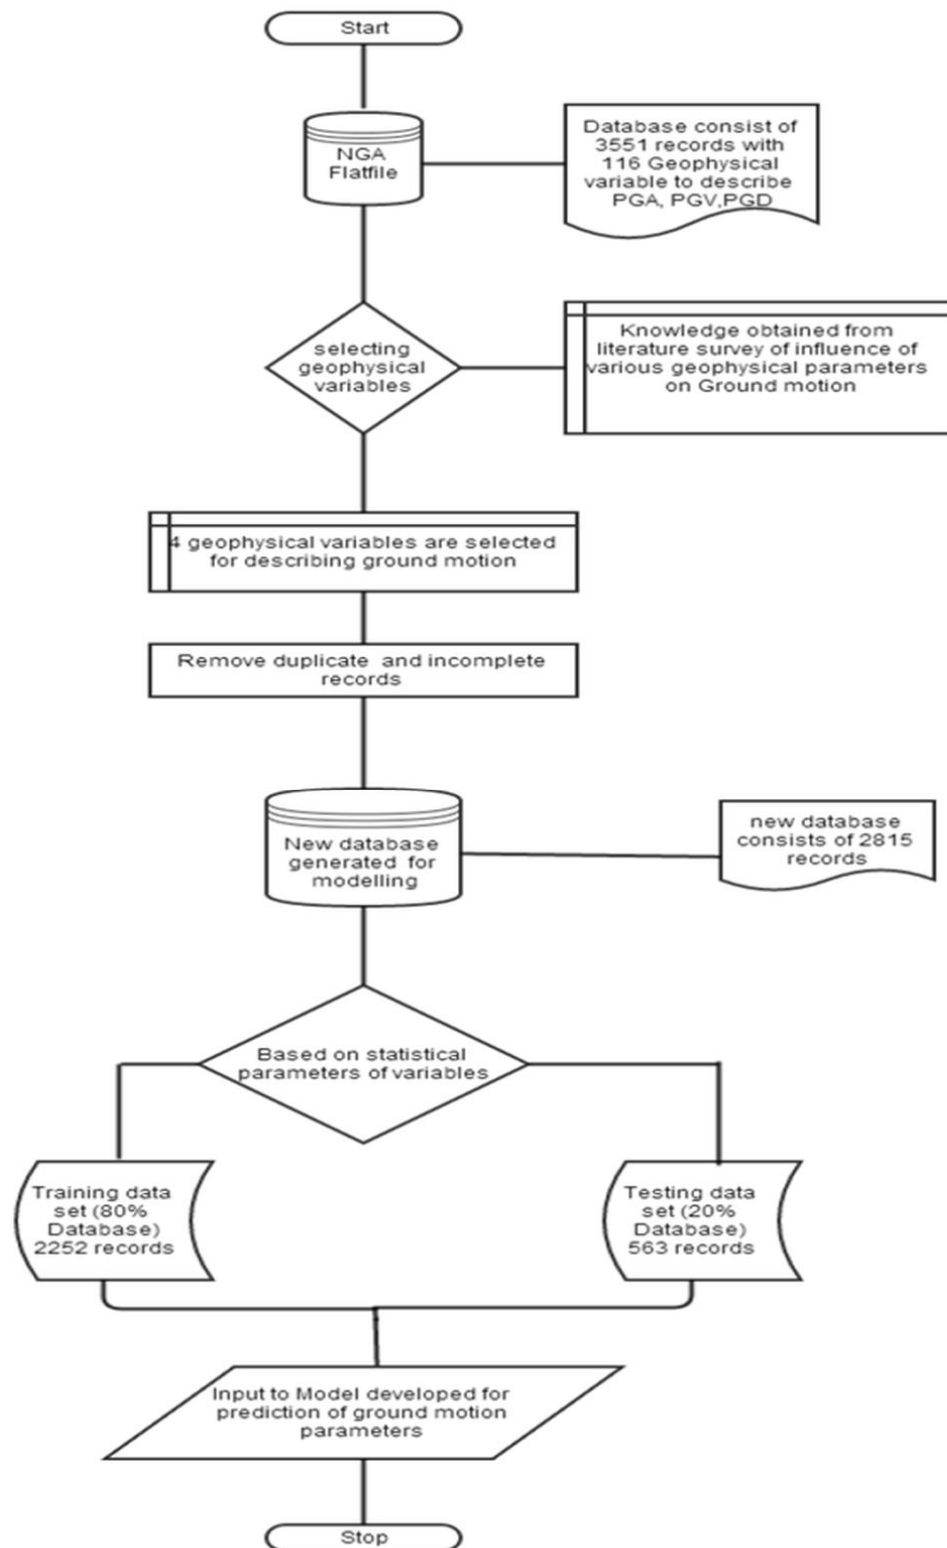 Start
NGA
Flatfile
Database consist of
3551 records with
116 Geophysical
variable to describe
PGA, PGV,PGD
selecting
geophysical
variables
Knowledge obtained from
literature survey of influence of
various geophysical parameters
on Ground motion
4 geophysical variables are selected
for describing ground motion
Remove duplicate and incomplete
records
New database
generated for
modelling
new database
consists of 2815
records
Based on statistical
parameters of variables
Training data
set (80%
Database)
2252 records
Testing data
set (20%
Database)
563 records
Input to Model developed for
prediction of ground motion
parameters
Stop